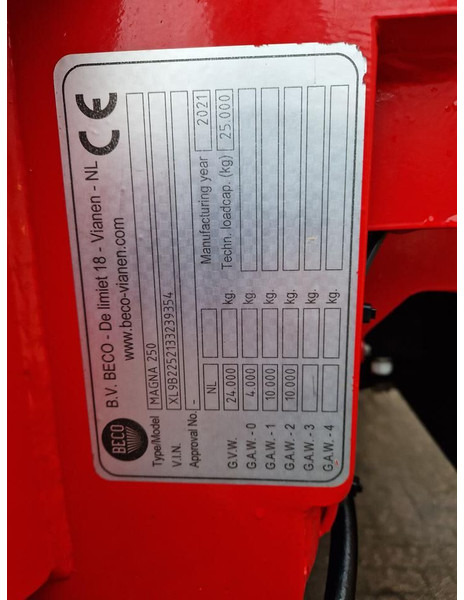 BECO
B.V. BECO - De limiet 18 - Vianen - NL
www.beco-vianen.com
CE
Type/Model MAGNA 250
V.I.N. XL9B2252133239354
Approval No. - Manufacturing year 2021
NL Techn. loadcap. (kg) 25.000
G.V.W. 24.000 kg.
G.A.W. - 0 4.000 kg.
G.A.W. - 1 10.000 kg.
G.A.W. - 2 10.000 kg.
G.A.W. - 3 kg.
G.A.W. - 4 kg.